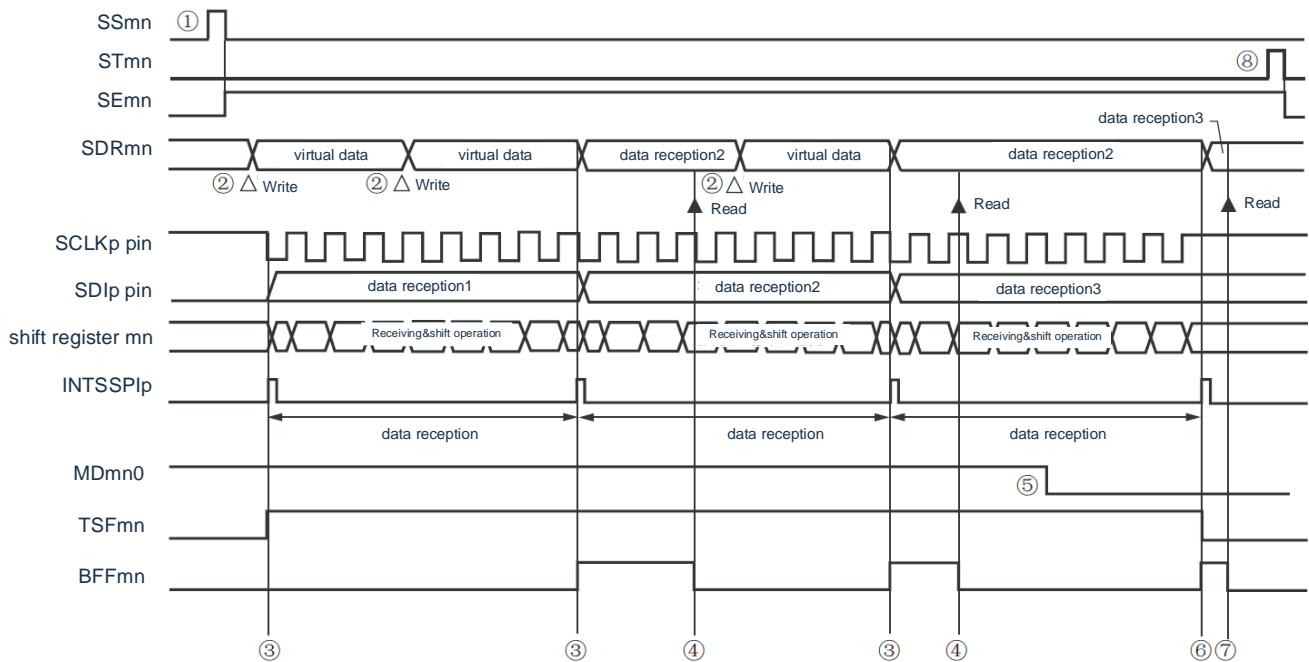 ① SSmn
STmn ⑧
SEmn
data reception3
SDRmn virtual data virtual data data reception2 virtual data data reception2
② △ Write ② △ Write ② △ Write
▲ Read ▲ Read ▲ Read
SCLKp pin
SDIp pin data reception1 data reception2 data reception3
shift register mn Receiving&shift operation Receiving&shift operation Receiving&shift operation
INTSSPIp
data reception data reception data reception
MDmn0 ⑤
TSFmn
BFFmn
③ ③ ④ ③ ④ ⑥ ⑦